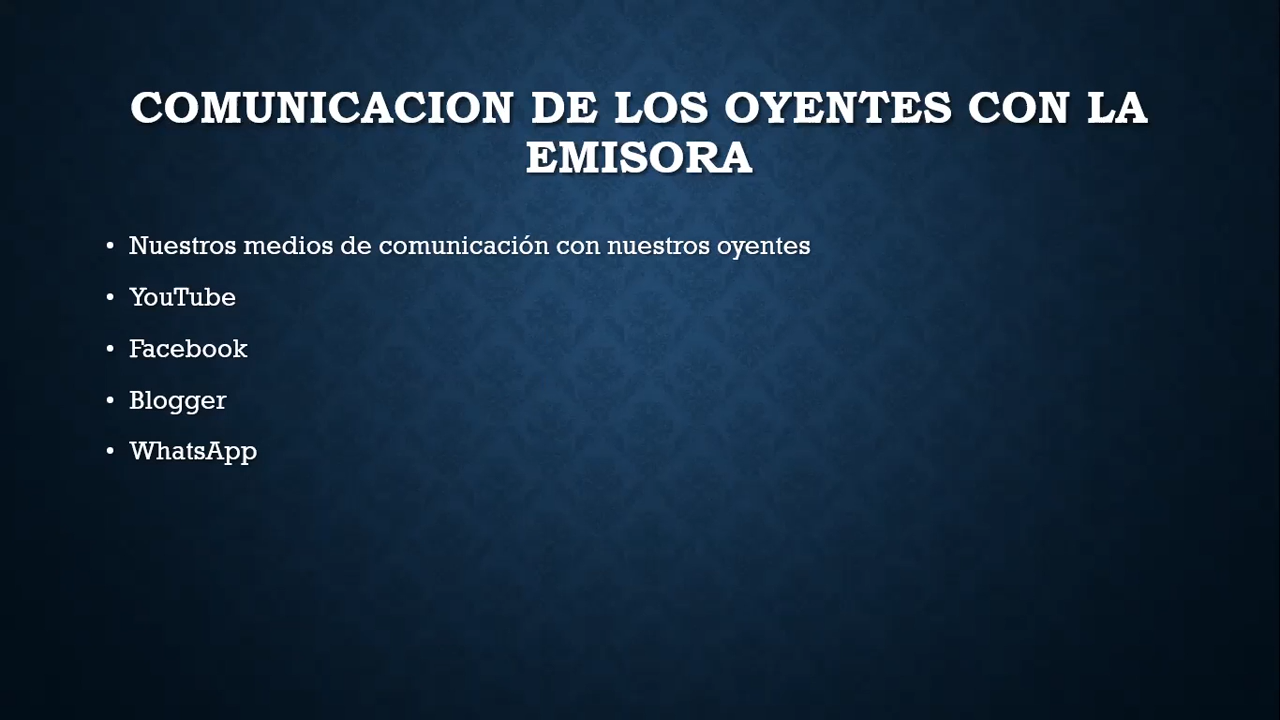 COMUNICACION DE LOS OYENTES CON LA
EMISORA
• Nuestros medios de comunicación con nuestros oyentes
• YouTube
• Facebook
• Blogger
• WhatsApp